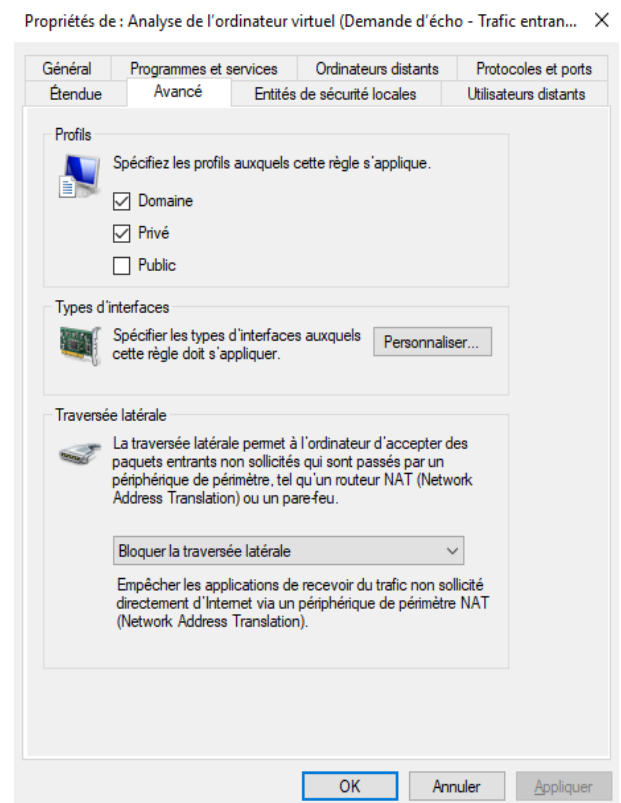 Propriétés de : Analyse de l’ordinateur virtuel (Demande d’écho - Trafic entran...
Général Programmes et services Ordinateurs distants Protocoles et ports
Étendue Avancé Entités de sécurité locales Utilisateurs distants
Profils
Spécifiez les profils auxquels cette règle s’applique.
Domaine
Privé
Public
Types d’interfaces
Spécifier les types d’interfaces auxquels
cette règle doit s’appliquer.
Personnaliser...
Traversée latérale
La traversée latérale permet à l’ordinateur d’accepter des
paquets entrants non sollicités qui sont passés par un
périphérique de périmètre, tel qu’un routeur NAT (Network
Address Translation) ou un pare-feu.
Bloquer la traversée latérale
Empêcher les applications de recevoir du trafic non sollicité
directement d’Internet via un périphérique de périmètre NAT
(Network Address Translation).
OK Annuler Appliquer